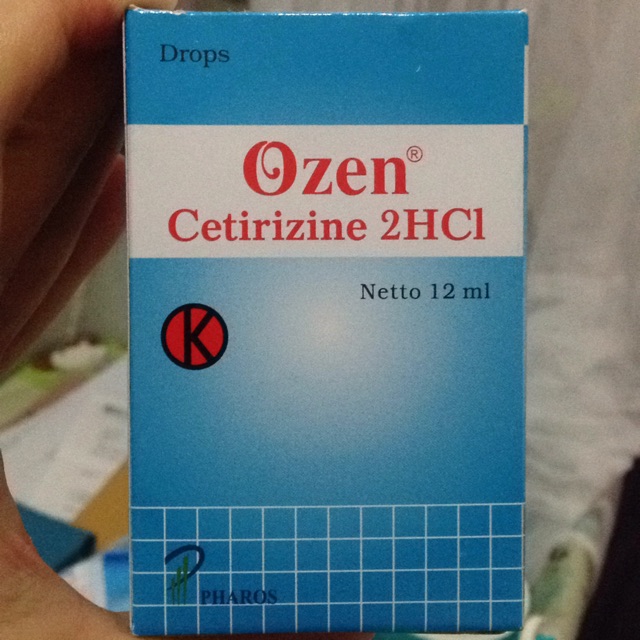 Drops
Ozen®
Cetirizine 2HCl
Netto 12 ml
K
PHAROS